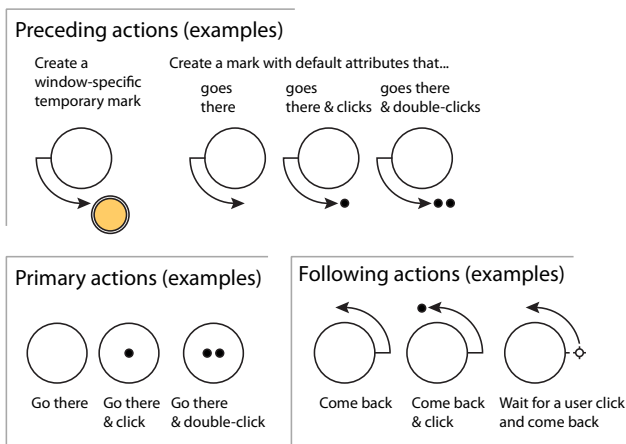 Preceding actions (examples)
Create a
window-specific
temporary mark
Create a mark with default attributes that...
goes
there
goes
there & clicks
goes there
& double-clicks
Primary actions (examples)
Go there
Go there
& click
Go there
& double-click
Following actions (examples)
Come back
Come back
& click
Wait for a user click
and come back